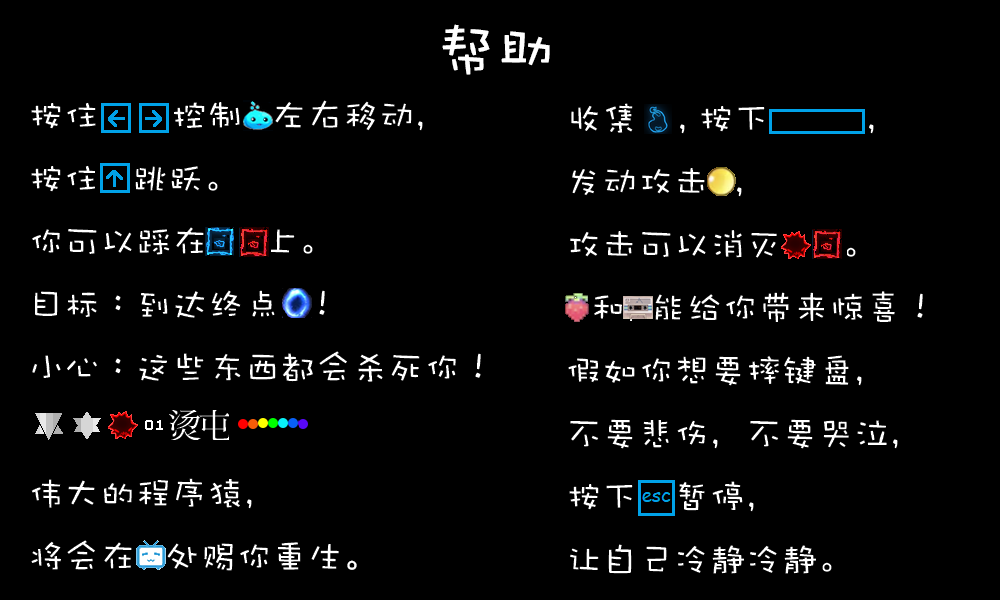 帮助
按住←→控制左右移动，
按住↑跳跃。
你可以踩在上。
目标：到达终点！
小心：这些东西都会杀死你！
01烫屯
伟大的程序猿，
将会在处赐你重生。
收集，按下，
发动攻击，
攻击可以消灭。
和能给你带来惊喜！
假如你想要摔键盘，
不要悲伤，不要哭泣，
按下esc暂停，
让自己冷静冷静。